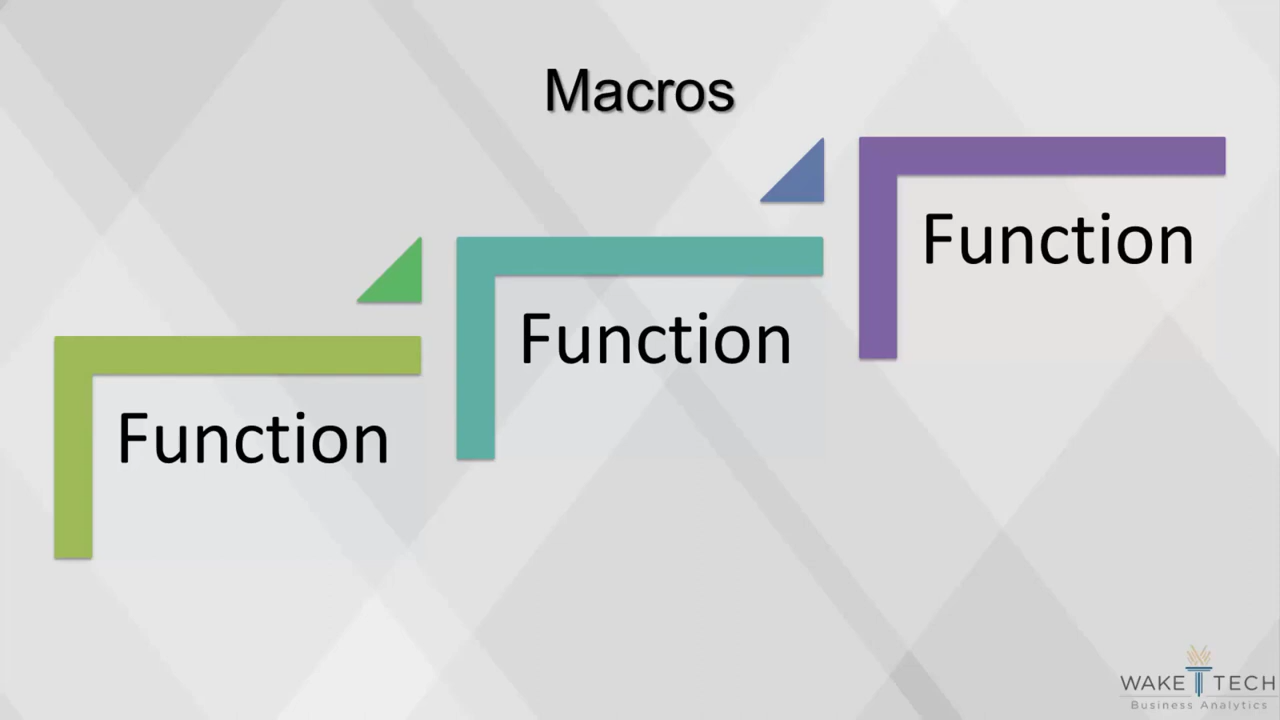 Macros
Function
Function
Function
WAKE TECH
Business Analytics